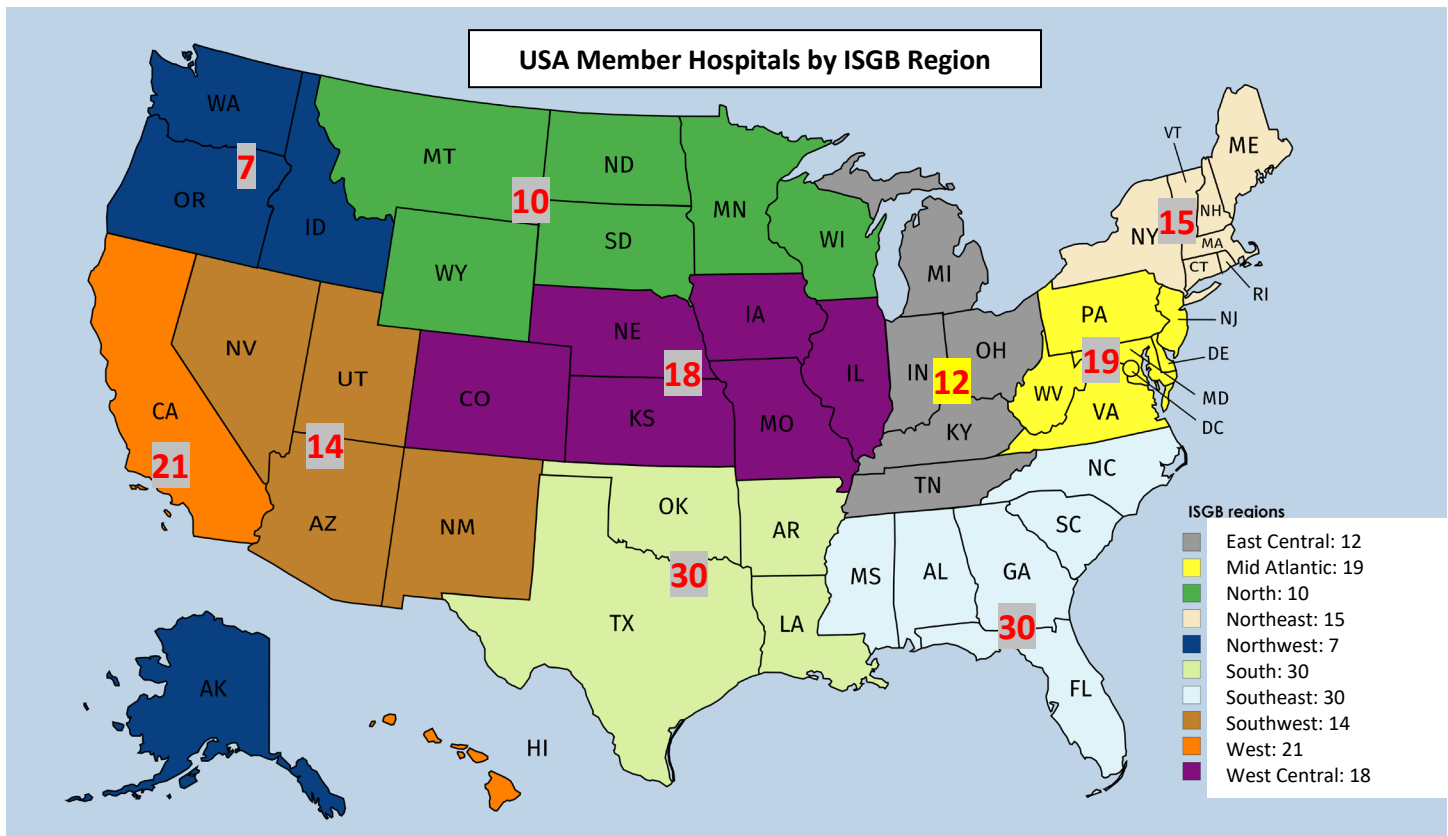 USA Member Hospitals by ISGB Region
WA
7
OR
ID
MT
ND
10
MN
SD
WI
WY
VT
ME
NH
15
NY
MA
CT
RI
MI
NV
UT
CA
21
14
AZ
NM
CO
NE
IA
18
KS
MO
IL
IN
12
OH
KY
TN
PA
NJ
19
DE
WV
MD
VA
DC
NC
SC
OK
AR
30
TX
LA
MS
AL
GA
30
FL
AK
HI
ISGB regions
East Central: 12
Mid Atlantic: 19
North: 10
Northeast: 15
Northwest: 7
South: 30
Southeast: 30
Southwest: 14
West: 21
West Central: 18